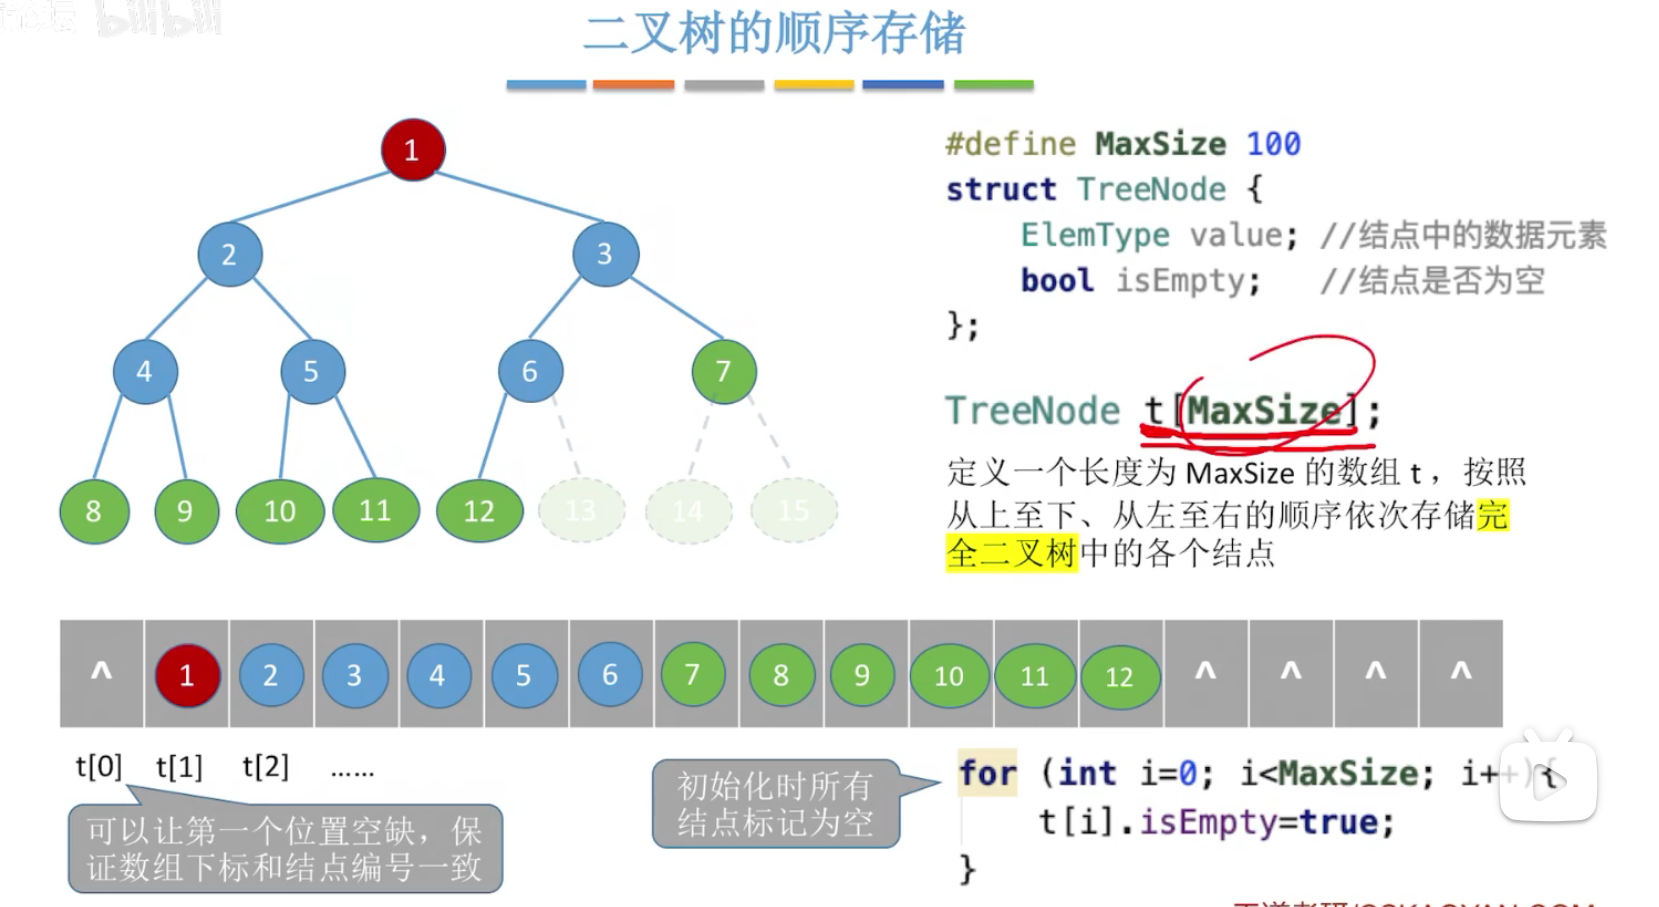 bilibili
二叉树的顺序存储
1
2
3
4
5
6
7
8
9
10
11
12
13
14
15
#define MaxSize 100
struct TreeNode {
ElemType value; //结点中的数据元素
bool isEmpty; //结点是否为空
};
TreeNode t[MaxSize];
定义一个长度为 MaxSize 的数组 t ，按照
从上至下、从左至右的顺序依次存储完
全二叉树中的各个结点
^ 1 2 3 4 5 6 7 8 9 10 11 12 ^ ^ ^ ^
t[0] t[1] t[2] ……
可以让第一个位置空缺，保
证数组下标和结点编号一致
初始化时所有
结点标记为空
for (int i=0; i<MaxSize; i++){
t[i].isEmpty=true;
}